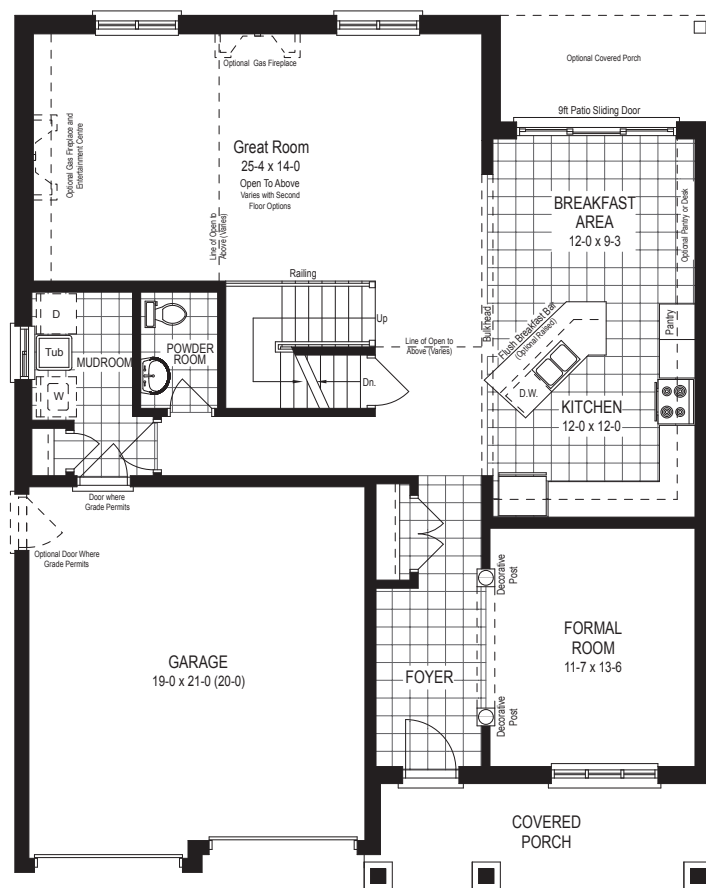 Optional Gas Fireplace
Optional Covered Porch
9ft Patio Sliding Door
Optional Gas Fireplace and
Entertainment Centre
Great Room
25-4 x 14-0
Open To Above
Varies with Second
Floor Options
Line of Open to
Above (Varies)
BREAKFAST
AREA
12-0 x 9-3
Optional Pantry or Desk
Railing
Up
Dn.
Line of Open to
Above (Varies)
Bulkhead
Flush Breakfast Bar
(Optional Raised)
Pantry
D.W.
KITCHEN
12-0 x 12-0
D
Tub
W
MUDROOM
POWDER
ROOM
Door where
Grade Permits
Optional Door Where
Grade Permits
GARAGE
19-0 x 21-0 (20-0)
FOYER
Decorative
Post
Decorative
Post
FORMAL
ROOM
11-7 x 13-6
COVERED
PORCH